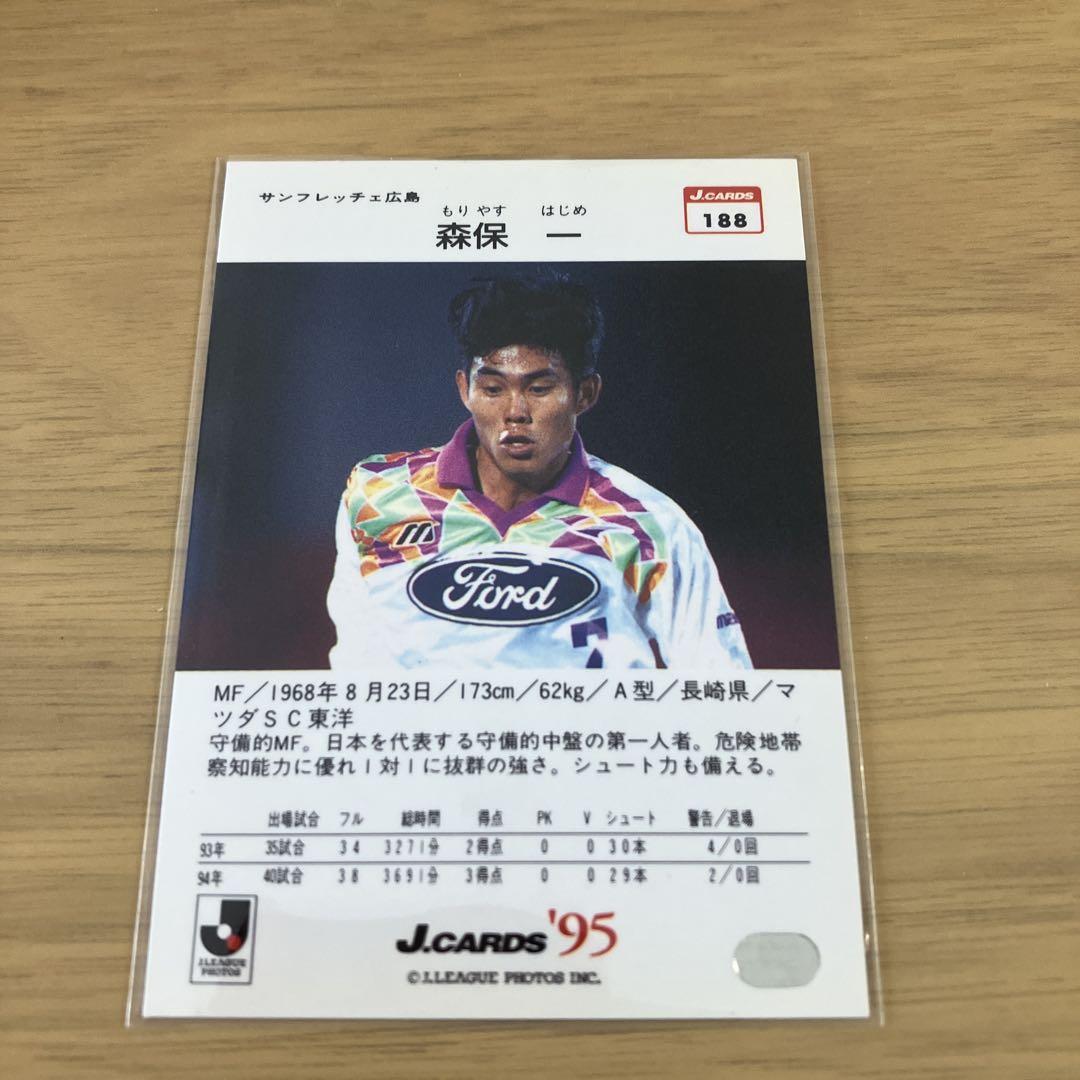 サンフレッチェ広島
もり やす はじめ
森保 一
J.CARDS
188
Ford
7
MF/1968年8月23日/173cm/62kg/A型/長崎県/マ
ツダSC東洋
守備的MF。日本を代表する守備的中盤の第一人者。危険地帯
察知能力に優れ1対1に抜群の強さ。シュート力も備える。
出場試合 フル 総時間 得点 PK V シュート 警告/退場
93年 35試合 34 3271分 2得点 0 0 30本 4/0回
94年 40試合 38 3691分 3得点 0 0 29本 2/0回
J.LEAGUE
PHOTOS
J.CARDS '95
©J.LEAGUE PHOTOS INC.